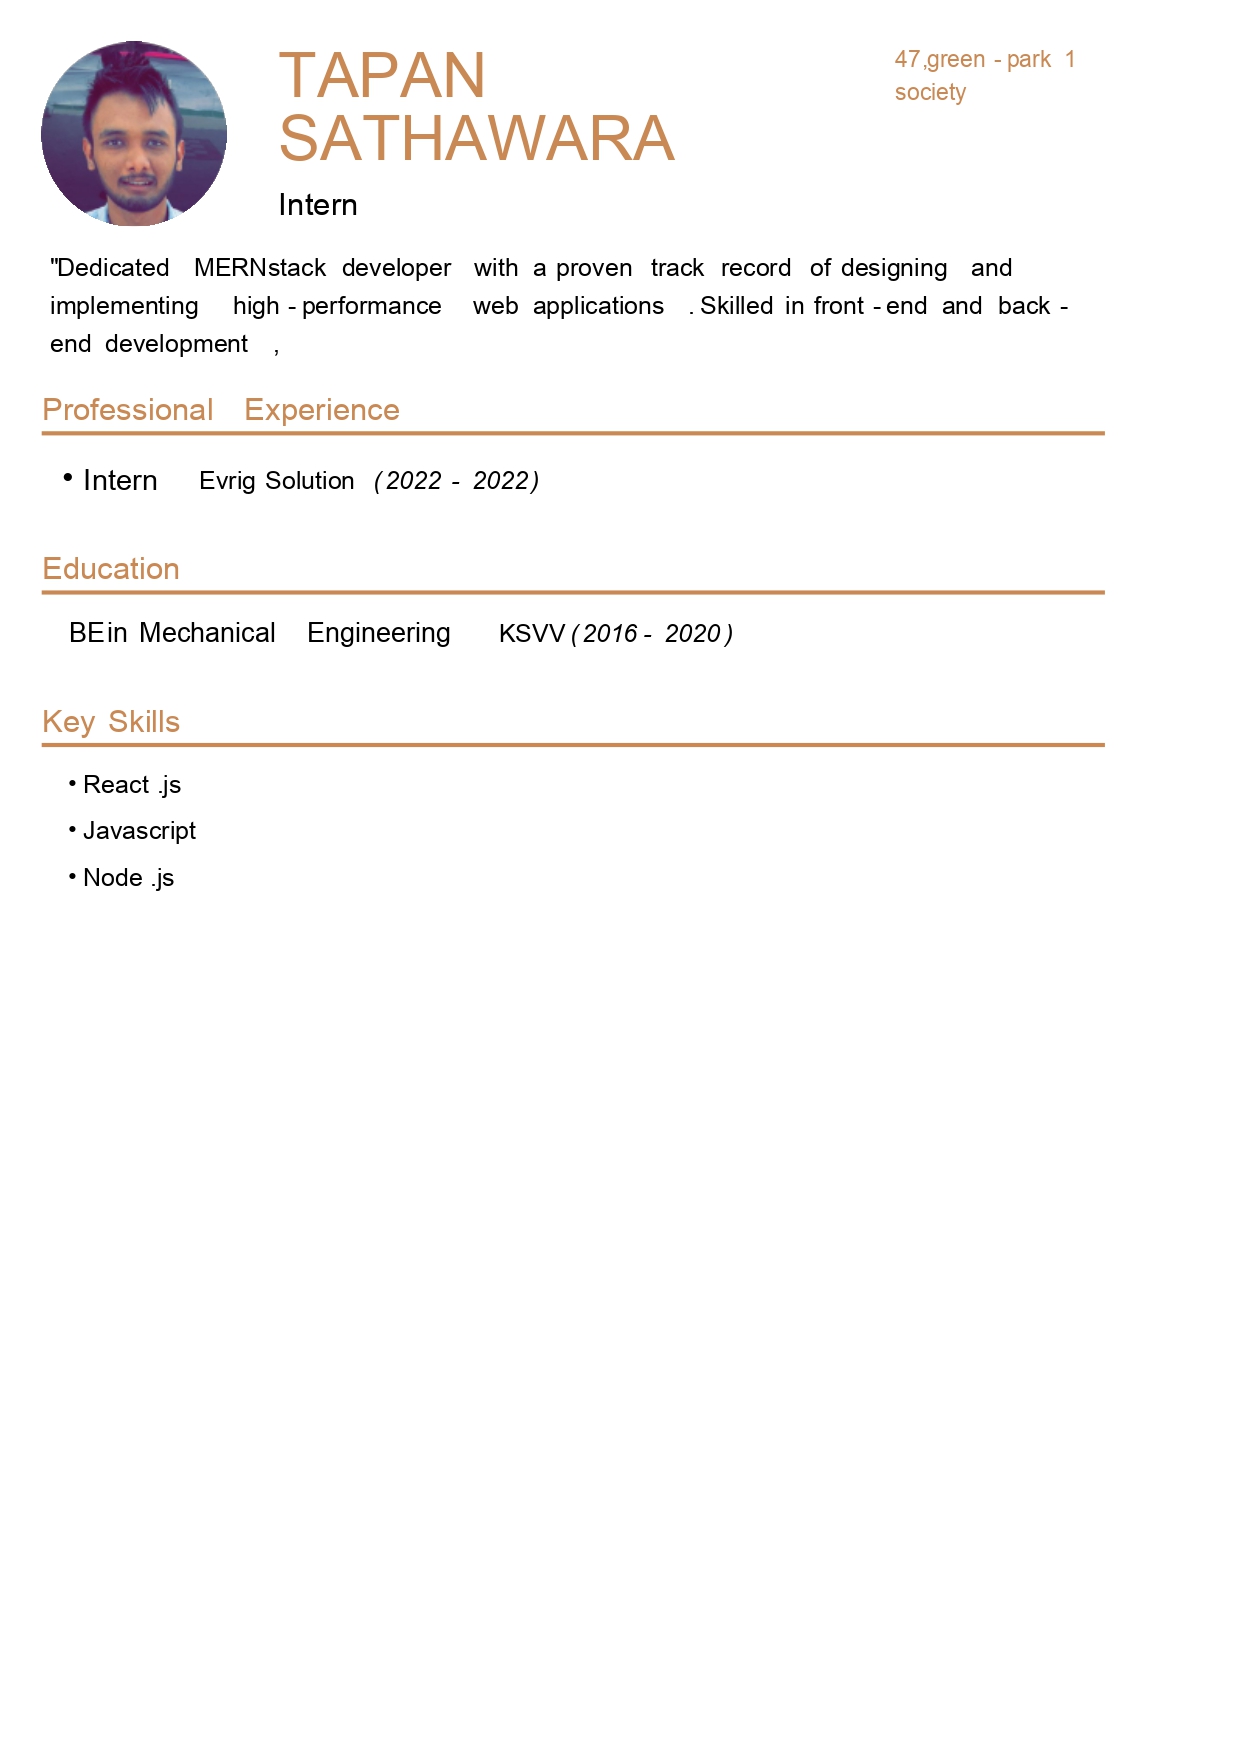 TAPAN
SATHAWARA
47,green - park 1
society
Intern
"Dedicated MERNstack developer with a proven track record of designing and
implementing high - performance web applications . Skilled in front - end and back -
end development ,
Professional Experience
• Intern Evrig Solution (2022 - 2022)
Education
BEin Mechanical Engineering KSVV (2016 - 2020)
Key Skills
• React .js
• Javascript
• Node .js